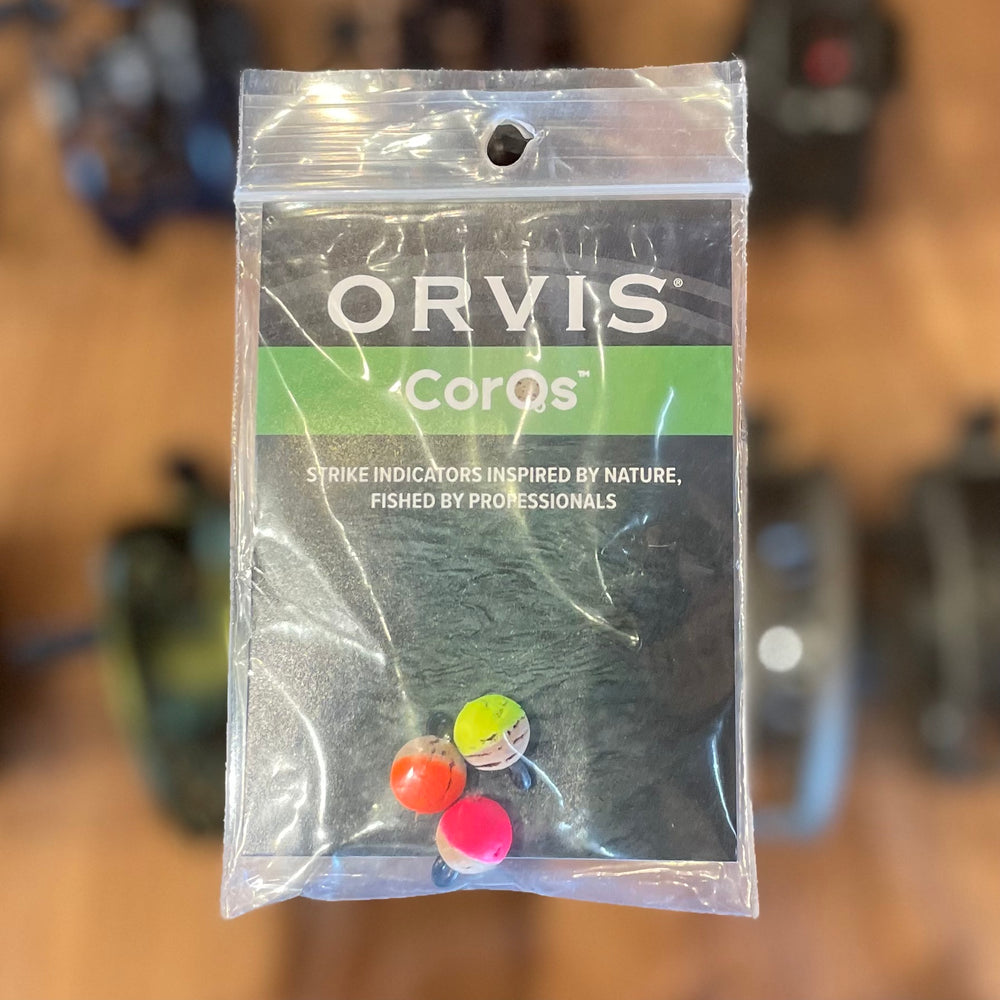 ORVIS®
CorQs™
STRIKE INDICATORS INSPIRED BY NATURE,
FISHED BY PROFESSIONALS